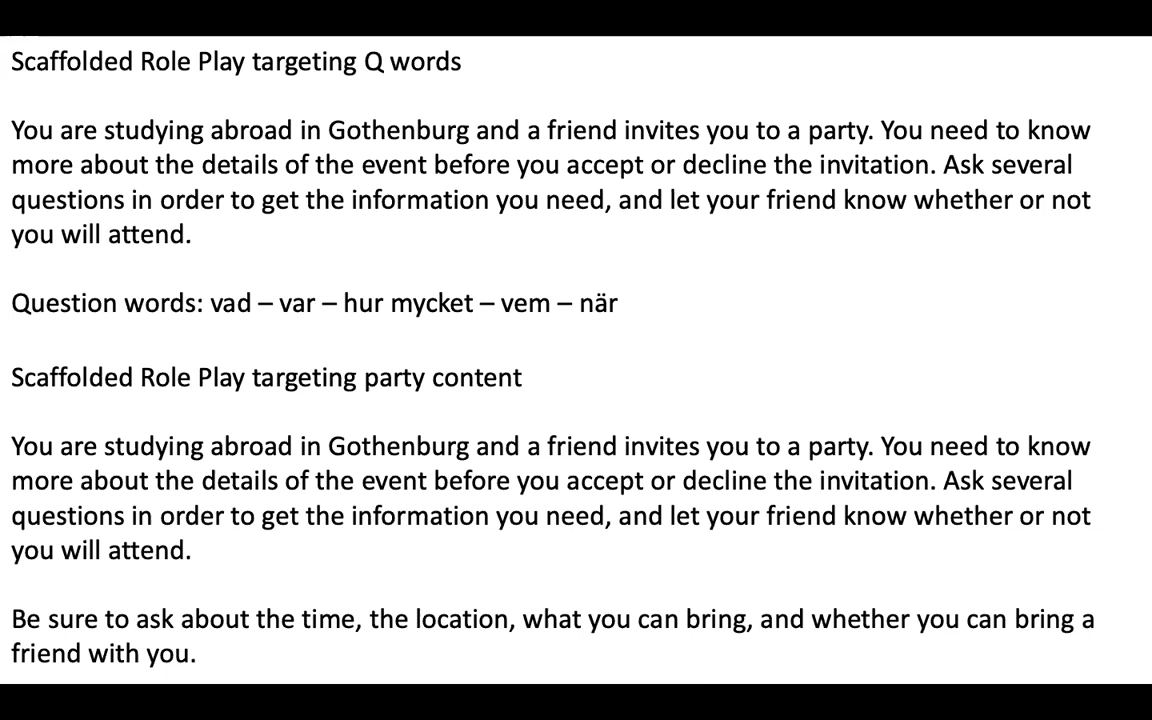 Scaffolded Role Play targeting Q words
You are studying abroad in Gothenburg and a friend invites you to a party. You need to know
more about the details of the event before you accept or decline the invitation. Ask several
questions in order to get the information you need, and let your friend know whether or not
you will attend.
Question words: vad – var – hur mycket – vem – när
Scaffolded Role Play targeting party content
You are studying abroad in Gothenburg and a friend invites you to a party. You need to know
more about the details of the event before you accept or decline the invitation. Ask several
questions in order to get the information you need, and let your friend know whether or not
you will attend.
Be sure to ask about the time, the location, what you can bring, and whether you can bring a
friend with you.